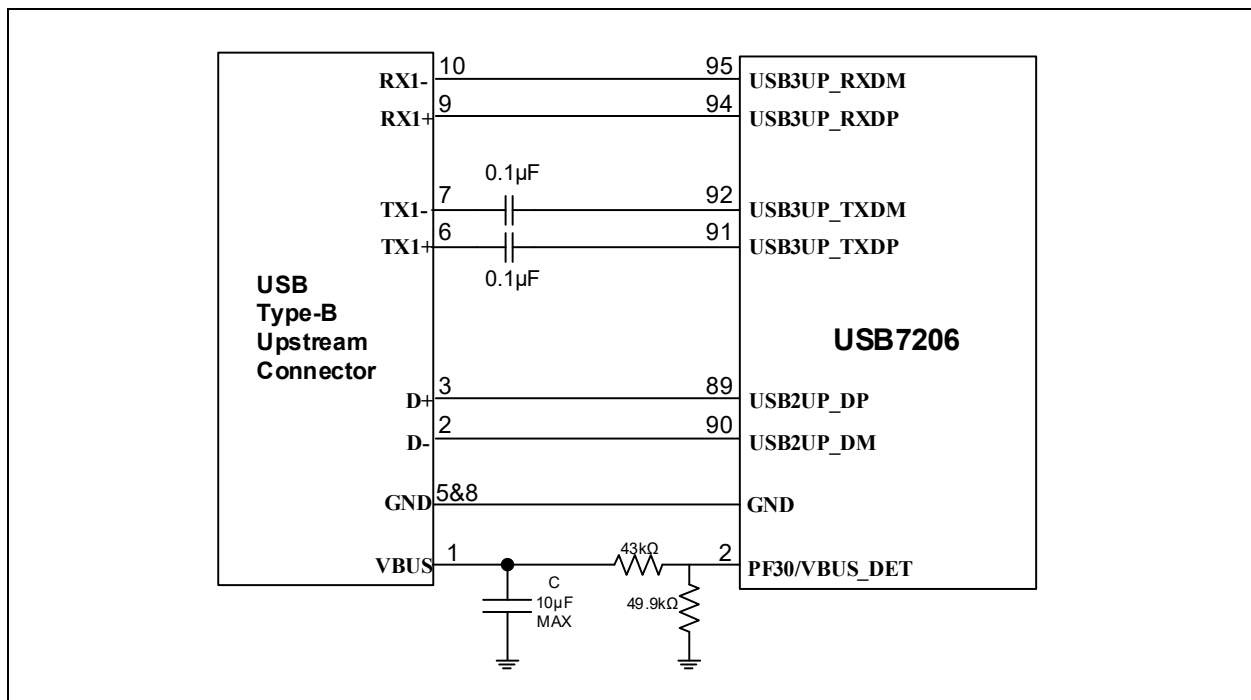 10
95
RX1-
USB3UP_RXDM
9
94
RX1+
USB3UP_RXDP
0.1µF
7
92
TX1-
USB3UP_TXDM
6
91
TX1+
USB3UP_TXDP
0.1µF
USB
Type-B
Upstream
Connector
USB7206
3
89
D+
USB2UP_DP
2
90
D-
USB2UP_DM
5&8
GND
GND
43kΩ
1
2
VBUS
PF30/VBUS_DET
C
10µF
MAX
49.9kΩ